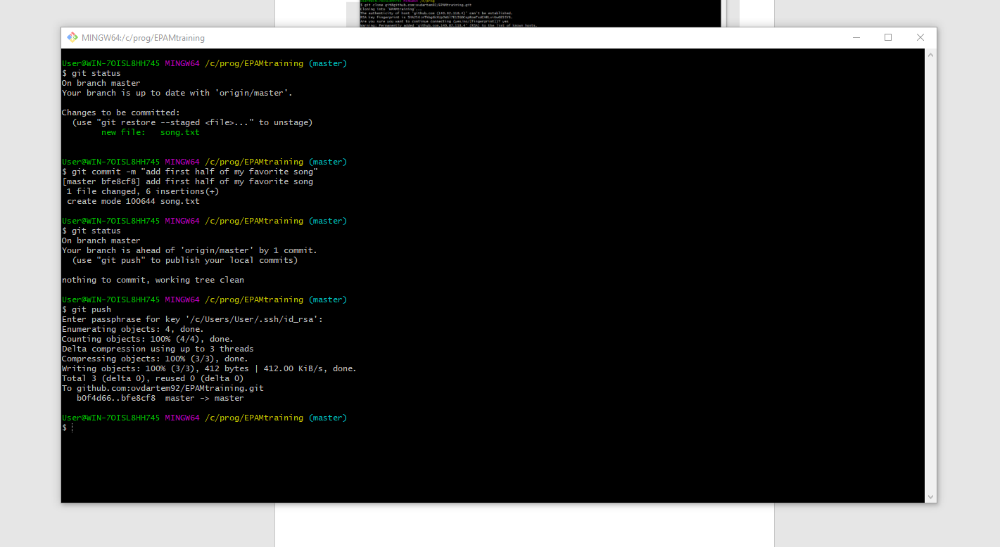 $ git clone git@github.com:ovdartem92/EPAMtraining.git
Cloning into 'EPAMtraining'...
The authenticity of host 'github.com (140.82.118.4)' can't be established.
RSA key fingerprint is
Are you sure you want to continue connecting (yes/no/[fingerprint])? yes
Warning: Permanently added 'github.com,140.82.118.4' (RSA) to the list of known hosts.
MINGW64:/c/prog/EPAMtraining
User@WIN-7OISL8HH745 MINGW64 /c/prog/EPAMtraining (master)
$ git status
On branch master
Your branch is up to date with 'origin/master'.
Changes to be committed:
(use "git restore --staged <file>..." to unstage)
new file:   song.txt
User@WIN-7OISL8HH745 MINGW64 /c/prog/EPAMtraining (master)
$ git commit -m "add first half of my favorite song"
[master bfe8cf8] add first half of my favorite song
1 file changed, 6 insertions(+)
create mode 100644 song.txt
User@WIN-7OISL8HH745 MINGW64 /c/prog/EPAMtraining (master)
$ git status
On branch master
Your branch is ahead of 'origin/master' by 1 commit.
(use "git push" to publish your local commits)
nothing to commit, working tree clean
User@WIN-7OISL8HH745 MINGW64 /c/prog/EPAMtraining (master)
$ git push
Enter passphrase for key '/c/Users/User/.ssh/id_rsa':
Enumerating objects: 4, done.
Counting objects: 100% (4/4), done.
Delta compression using up to 3 threads
Compressing objects: 100% (3/3), done.
Writing objects: 100% (3/3), 412 bytes | 412.00 KiB/s, done.
Total 3 (delta 0), reused 0 (delta 0)
To github.com:ovdartem92/EPAMtraining.git
b0f4d66..bfe8cf8  master -> master
User@WIN-7OISL8HH745 MINGW64 /c/prog/EPAMtraining (master)
$